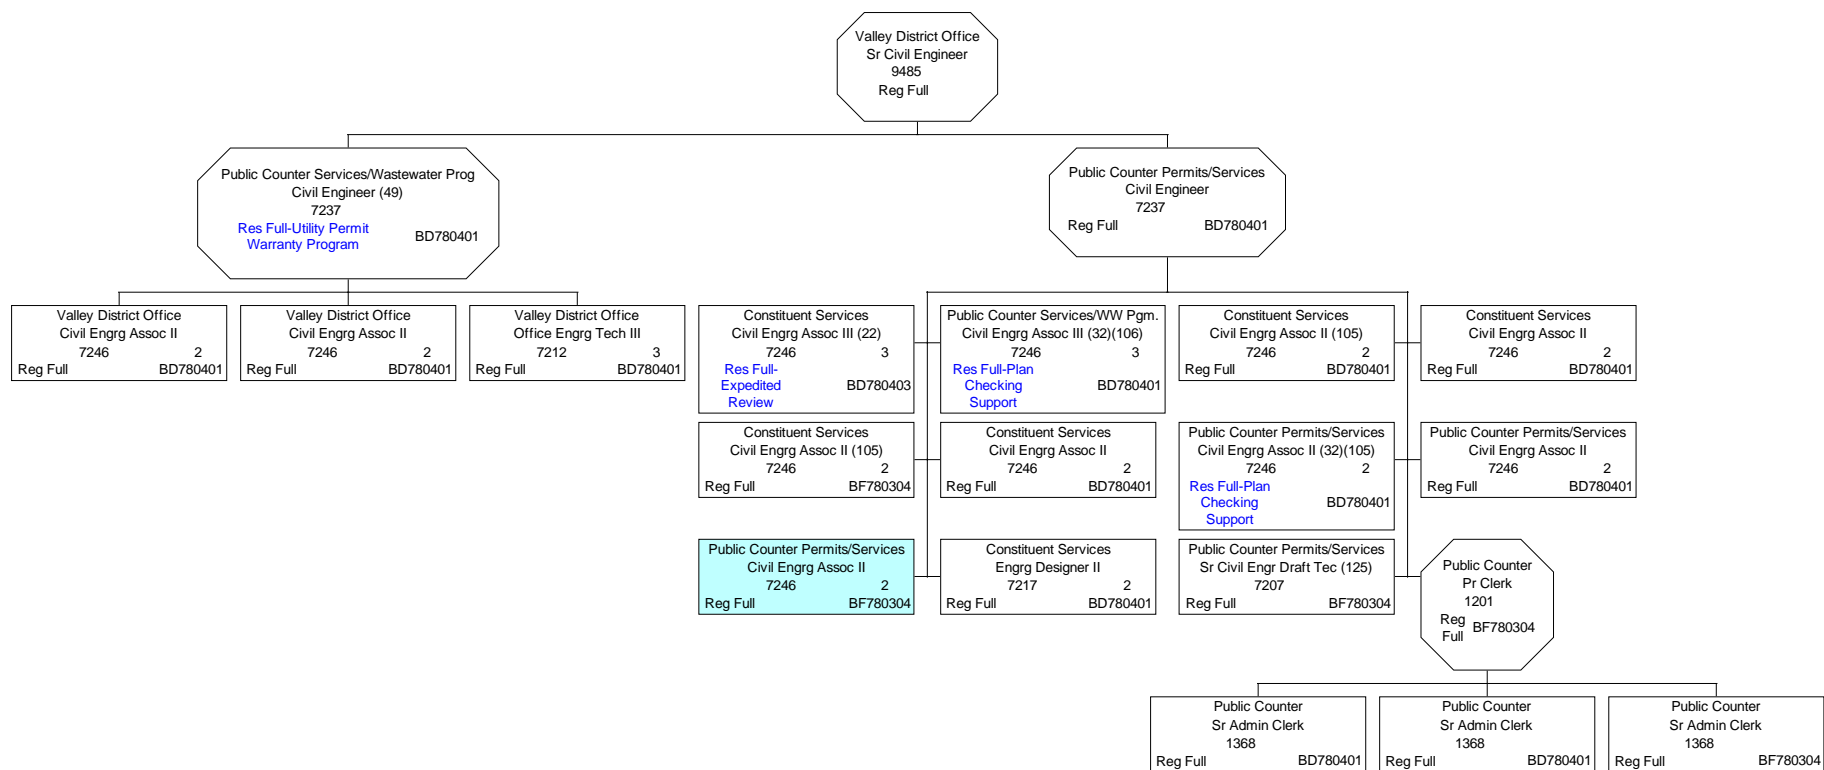 Valley District Office
Sr Civil Engineer
9485
Reg Full
Public Counter Services/Wastewater Prog
Civil Engineer (49)
7237
Res Full-Utility Permit
Warranty Program
BD780401
Public Counter Permits/Services
Civil Engineer
7237
Reg Full BD780401
Valley District Office
Civil Engrg Assoc II
7246 2
Reg Full BD780401
Valley District Office
Civil Engrg Assoc II
7246 2
Reg Full BD780401
Valley District Office
Office Engrg Tech III
7212 3
Reg Full BD780401
Constituent Services
Civil Engrg Assoc III (22)
7246 3
Res Full-
Expedited
Review
BD780403
Public Counter Services/WW Pgm.
Civil Engrg Assoc III (32)(106)
7246 3
Res Full-Plan
Checking
Support
BD780401
Constituent Services
Civil Engrg Assoc II (105)
7246 2
Reg Full BD780401
Constituent Services
Civil Engrg Assoc II
7246 2
Reg Full BD780401
Constituent Services
Civil Engrg Assoc II (105)
7246 2
Reg Full BF780304
Constituent Services
Civil Engrg Assoc II
7246 2
Reg Full BD780401
Public Counter Permits/Services
Civil Engrg Assoc II (32)(105)
7246 2
Res Full-Plan
Checking
Support
BD780401
Public Counter Permits/Services
Civil Engrg Assoc II
7246 2
Reg Full BD780401
Public Counter Permits/Services
Civil Engrg Assoc II
7246 2
Reg Full BF780304
Constituent Services
Engrg Designer II
7217 2
Reg Full BD780401
Public Counter Permits/Services
Sr Civil Engr Draft Tec (125)
7207
Reg Full BF780304
Public Counter
Pr Clerk
1201
Reg
Full
BF780304
Public Counter
Sr Admin Clerk
1368
Reg Full BD780401
Public Counter
Sr Admin Clerk
1368
Reg Full BD780401
Public Counter
Sr Admin Clerk
1368
Reg Full BF780304